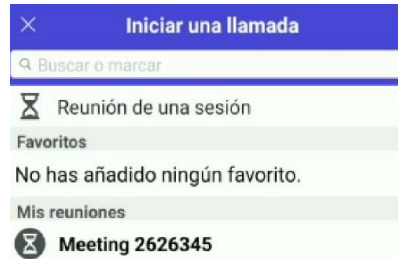 Iniciar una llamada
Buscar o marcar
Reunión de una sesión
Favoritos
No has añadido ningún favorito.
Mis reuniones
Meeting 2626345